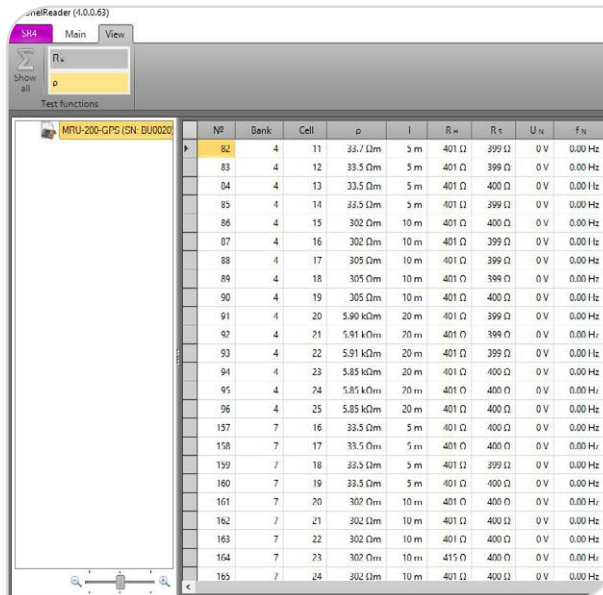 nelReader (4.0.0.63)
SR4 Main View
Show all
R H
ρ
Test functions
MRU-200-GPS (SN: BU0020
Nº Bank Cell ρ l R H R S U N f N
82 4 11 33.7 Ωm 5 m 401 Ω 399 Ω 0 V 0.00 Hz
83 4 12 33.5 Ωm 5 m 401 Ω 399 Ω 0 V 0.00 Hz
84 4 13 33.5 Ωm 5 m 401 Ω 400 Ω 0 V 0.00 Hz
85 4 14 33.5 Ωm 5 m 401 Ω 399 Ω 0 V 0.00 Hz
86 4 15 302 Ωm 10 m 401 Ω 400 Ω 0 V 0.00 Hz
87 4 16 302 Ωm 10 m 401 Ω 399 Ω 0 V 0.00 Hz
88 4 17 305 Ωm 10 m 401 Ω 399 Ω 0 V 0.00 Hz
89 4 18 305 Ωm 10 m 401 Ω 399 Ω 0 V 0.00 Hz
90 4 19 305 Ωm 10 m 401 Ω 400 Ω 0 V 0.00 Hz
91 4 20 5.90 kΩm 20 m 401 Ω 399 Ω 0 V 0.00 Hz
92 4 21 5.91 kΩm 20 m 401 Ω 399 Ω 0 V 0.00 Hz
93 4 22 5.91 kΩm 20 m 401 Ω 399 Ω 0 V 0.00 Hz
94 4 23 5.85 kΩm 20 m 401 Ω 400 Ω 0 V 0.00 Hz
95 4 24 5.85 kΩm 20 m 401 Ω 400 Ω 0 V 0.00 Hz
96 4 25 5.85 kΩm 20 m 401 Ω 400 Ω 0 V 0.00 Hz
157 7 16 33.5 Ωm 5 m 401 Ω 400 Ω 0 V 0.00 Hz
158 7 17 33.5 Ωm 5 m 401 Ω 400 Ω 0 V 0.00 Hz
159 7 18 33.5 Ωm 5 m 401 Ω 399 Ω 0 V 0.00 Hz
160 7 19 33.5 Ωm 5 m 401 Ω 400 Ω 0 V 0.00 Hz
161 7 20 302 Ωm 10 m 401 Ω 400 Ω 0 V 0.00 Hz
162 7 21 302 Ωm 10 m 401 Ω 400 Ω 0 V 0.00 Hz
163 7 22 302 Ωm 10 m 401 Ω 400 Ω 0 V 0.00 Hz
164 7 23 302 Ωm 10 m 415 Ω 400 Ω 0 V 0.00 Hz
165 7 24 302 Ωm 10 m 401 Ω 400 Ω 0 V 0.00 Hz